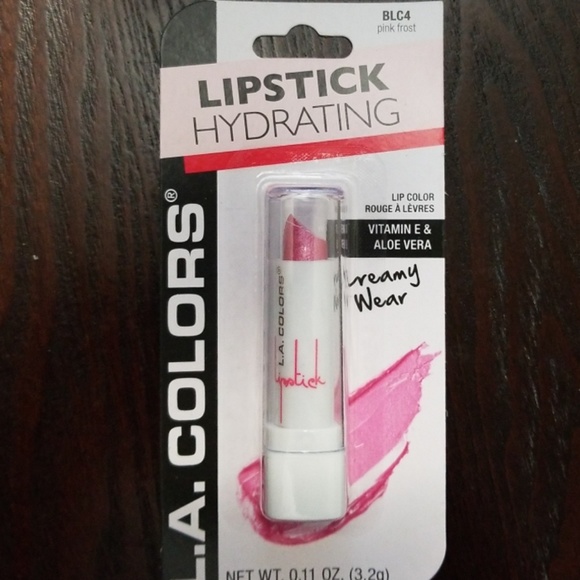 BLC4
pink frost
LIPSTICK
HYDRATING
LIP COLOR
ROUGE À LÈVRES
VITAMIN E &
ALOE VERA
Creamy
Wear
L.A. COLORS®
L.A. COLORS®
lipstick
NET WT. 0.11 OZ. (3.2g)